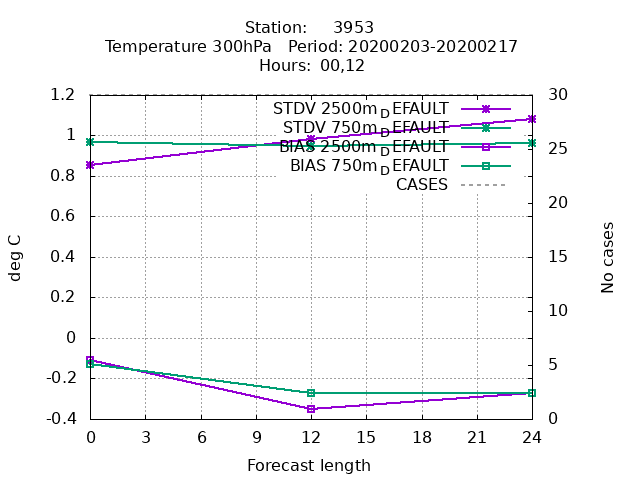 Station: 3953
Temperature 300hPa Period: 20200203-20200217
Hours: 00,12
1.2
1
0.8
0.6
0.4
0.2
0
-0.2
-0.4
30
25
20
15
10
5
0
STDV 2500m_DEFAULT
STDV 750m_DEFAULT
BIAS 2500m_DEFAULT
BIAS 750m_DEFAULT
CASES
deg C
No cases
0 3 6 9 12 15 18 21 24
Forecast length